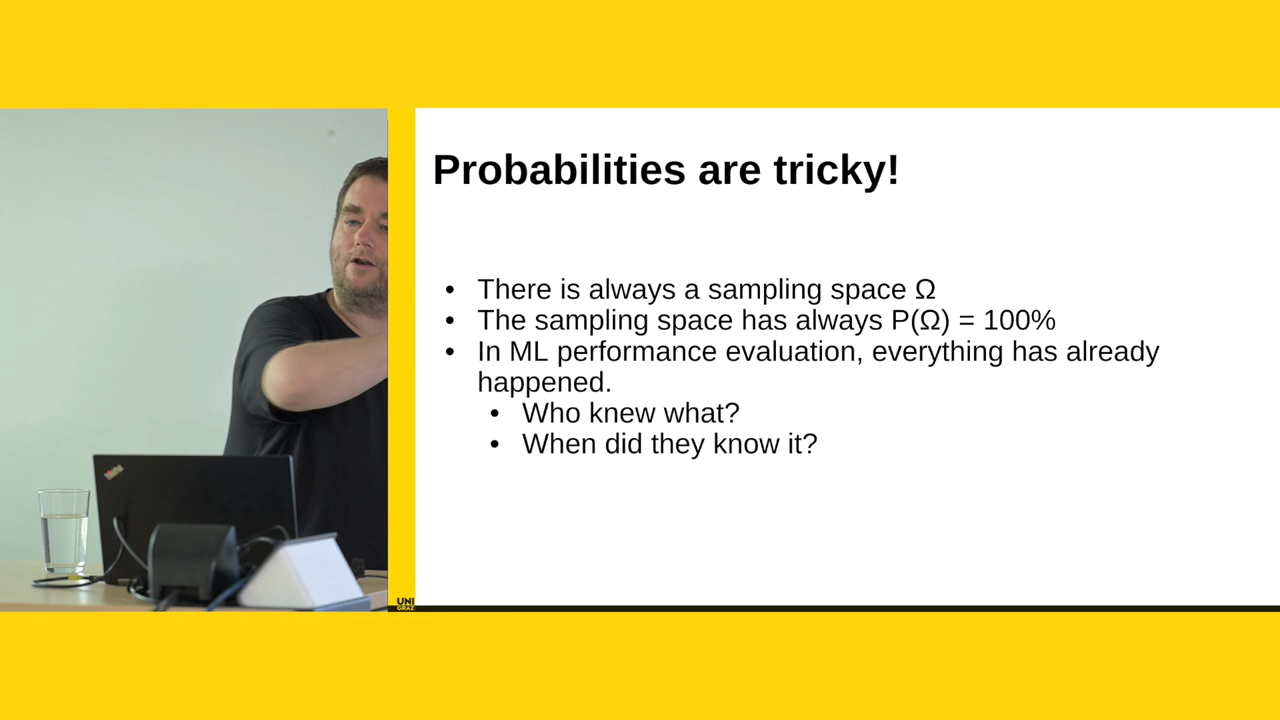 Probabilities are tricky!
• There is always a sampling space Ω
• The sampling space has always P(Ω) = 100%
• In ML performance evaluation, everything has already
happened.
• Who knew what?
• When did they know it?
UNI
GRAZ